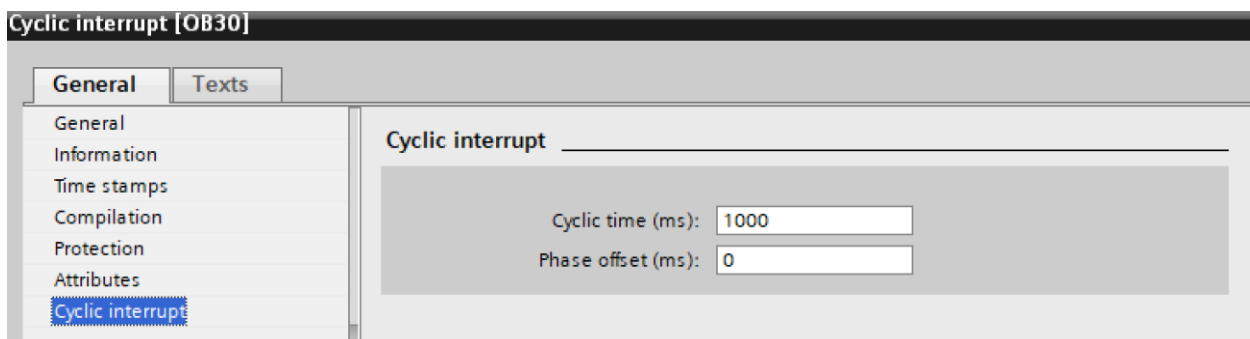 Cyclic interrupt [OB30]
General
Texts
General
Information
Time stamps
Compilation
Protection
Attributes
Cyclic interrupt
Cyclic interrupt
Cyclic time (ms): 1000
Phase offset (ms): 0